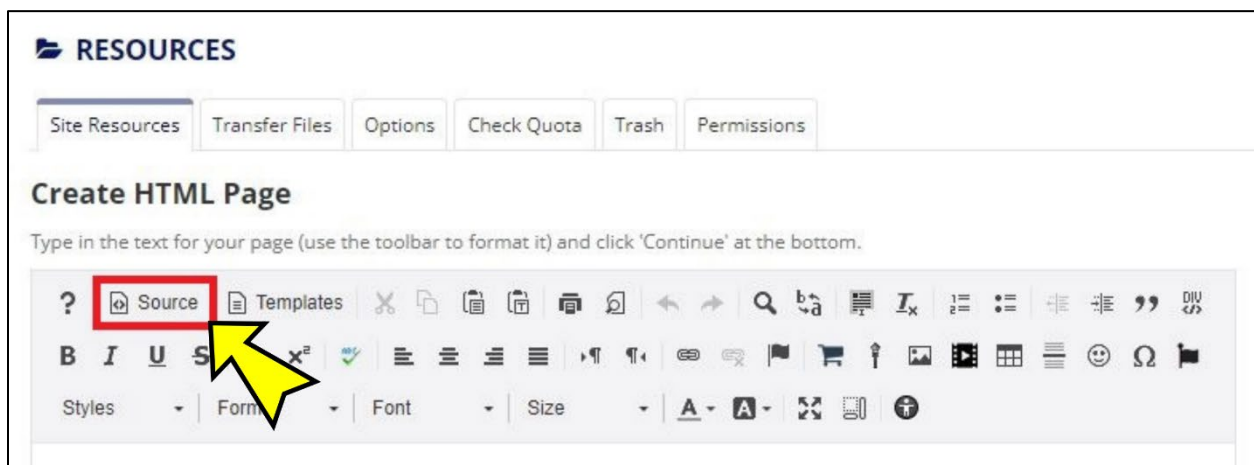 RESOURCES
Site Resources Transfer Files Options Check Quota Trash Permissions
Create HTML Page
Type in the text for your page (use the toolbar to format it) and click 'Continue' at the bottom.
? Source Templates
B I U S x²
Styles Font Size A A